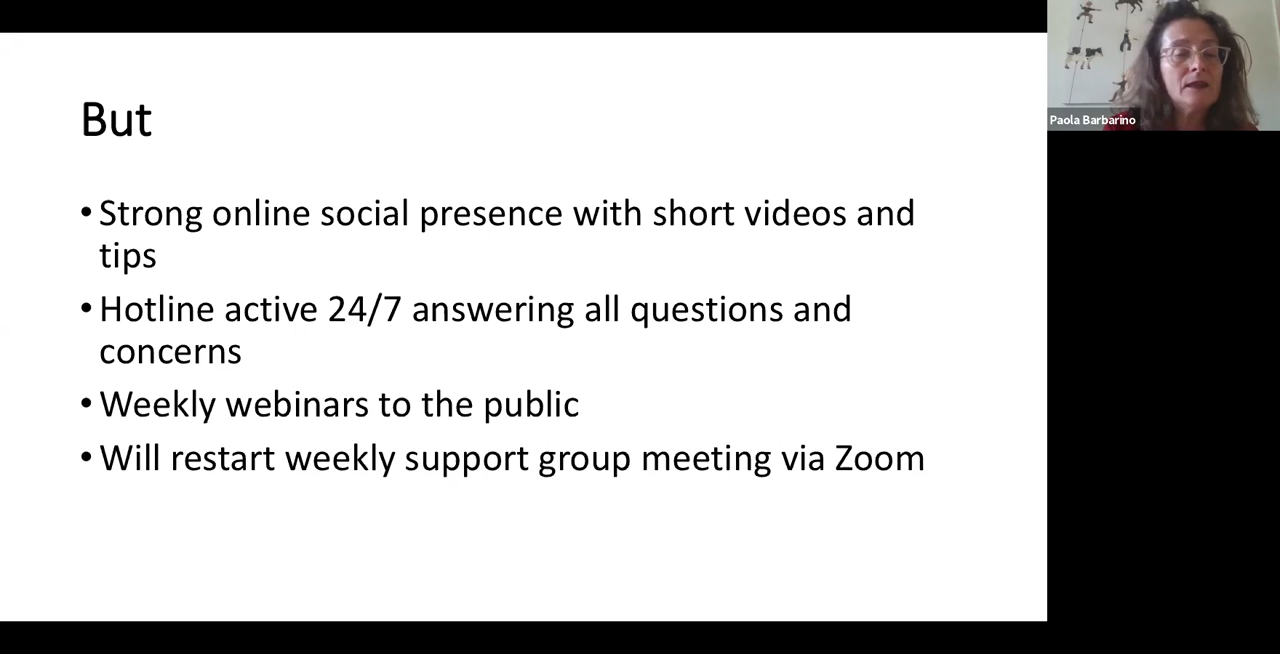 But
• Strong online social presence with short videos and
tips
• Hotline active 24/7 answering all questions and
concerns
• Weekly webinars to the public
• Will restart weekly support group meeting via Zoom
Paola Barbarino